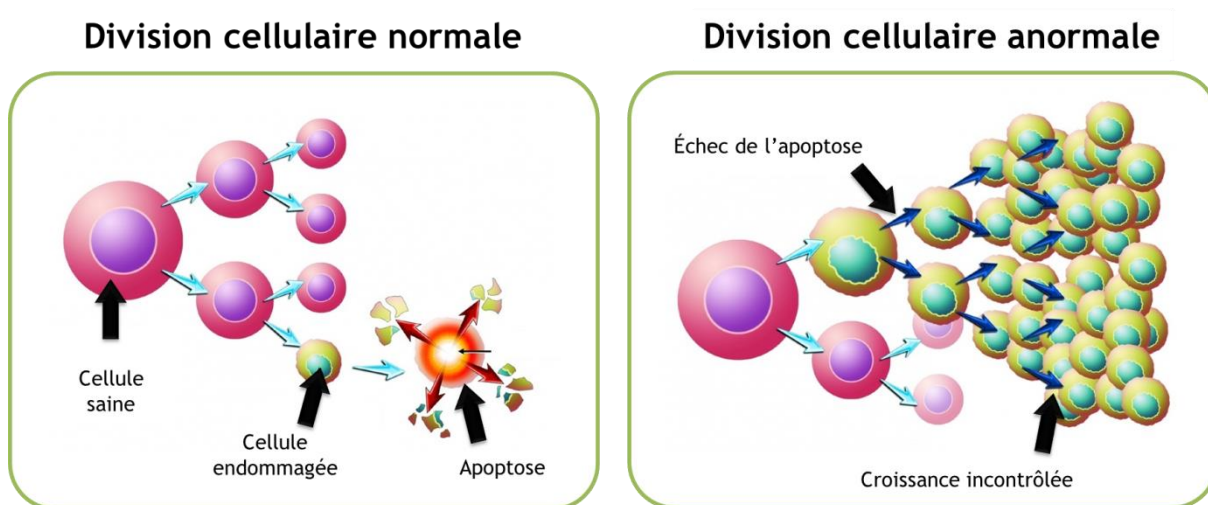 Division cellulaire normale
Division cellulaire anormale
Cellule
saine
Cellule
endommagée
Apoptose
Échec de l'apoptose
Croissance incontrôlée